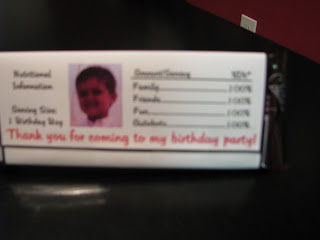 Nutritional
Information
Serving Size:
1 Birthday Boy
Amount/Serving %DV*
Family 100%
Friends 100%
Fun 100%
100%
Thank you for coming to my birthday party!